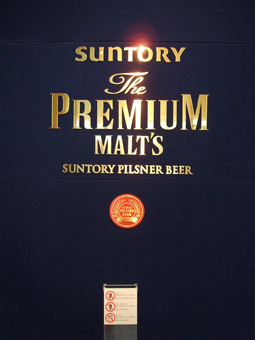 SUNTORY
The
PREMIUM
MALT'S
SUNTORY PILSNER BEER